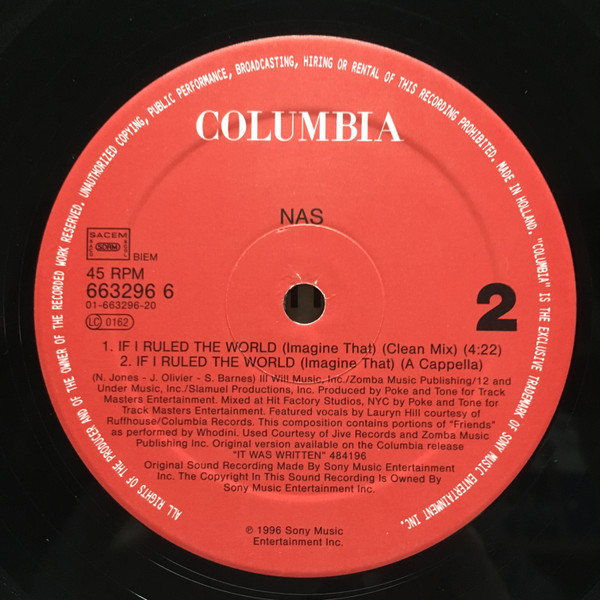 ALL RIGHTS OF THE PRODUCER AND OF THE OWNER OF THE RECORDED WORK RESERVED. UNAUTHORIZED COPYING, PUBLIC PERFORMANCE, BROADCASTING, HIRING OR RENTAL OF THIS RECORDING PROHIBITED. MADE IN HOLLAND. "COLUMBIA" IS THE EXCLUSIVE TRADEMARK OF SONY MUSIC ENTERTAINMENT INC.
COLUMBIA
NAS
SACEM
SDRM
BIEM
45 RPM
663296 6
01-663296-20
LC 0162
2
1. IF I RULED THE WORLD (Imagine That) (Clean Mix) (4:22)
2. IF I RULED THE WORLD (Imagine That) (A Cappella)
(N. Jones - J. Olivier - S. Barnes) Ill Will Music, Inc./Zomba Music Publishing/12 and
Under Music, Inc./Slamuel Productions, Inc. Produced by Poke and Tone for Track
Masters Entertainment. Mixed at Hit Factory Studios, NYC by Poke and Tone for
Track Masters Entertainment. Featured vocals by Lauryn Hill courtesy of
Ruffhouse/Columbia Records. This composition contains portions of "Friends"
as performed by Whodini. Used Courtesy of Jive Records and Zomba Music
Publishing Inc. Original version available on the Columbia release
"IT WAS WRITTEN" 484196
Original Sound Recording Made By Sony Music Entertainment
Inc. The Copyright In This Sound Recording Is Owned By
Sony Music Entertainment Inc.
℗ 1996 Sony Music
Entertainment Inc.